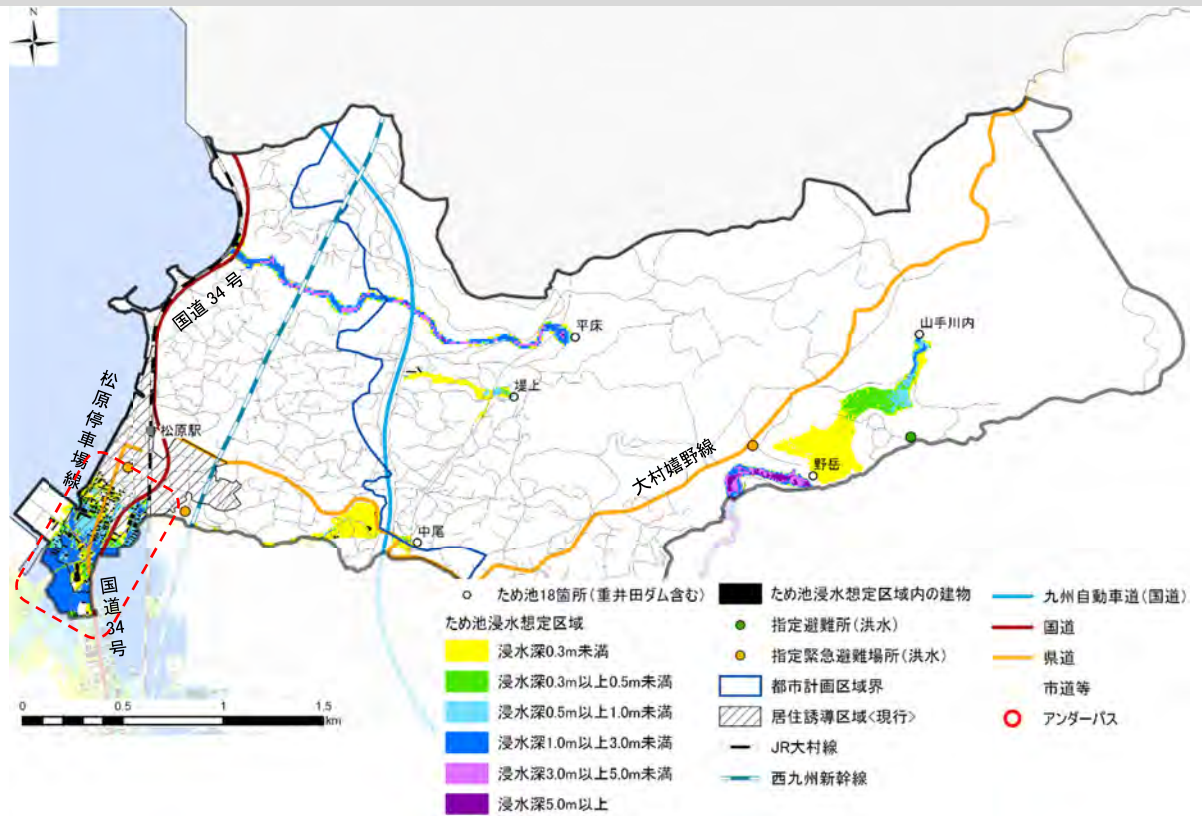 N
国道 34 号
平床
山手川内
堤上
松原停車場線
松原駅
大村嬉野線
野岳
中尾
国道 34 号
0 0.5 1 1.5
km
ため池18箇所(重井田ダム含む)
ため池浸水想定区域
浸水深0.3m未満
浸水深0.3m以上0.5m未満
浸水深0.5m以上1.0m未満
浸水深1.0m以上3.0m未満
浸水深3.0m以上5.0m未満
浸水深5.0m以上
ため池浸水想定区域内の建物
指定避難所(洪水)
指定緊急避難場所(洪水)
都市計画区域界
居住誘導区域<現行>
JR大村線
西九州新幹線
九州自動車道(国道)
国道
県道
市道等
アンダーパス